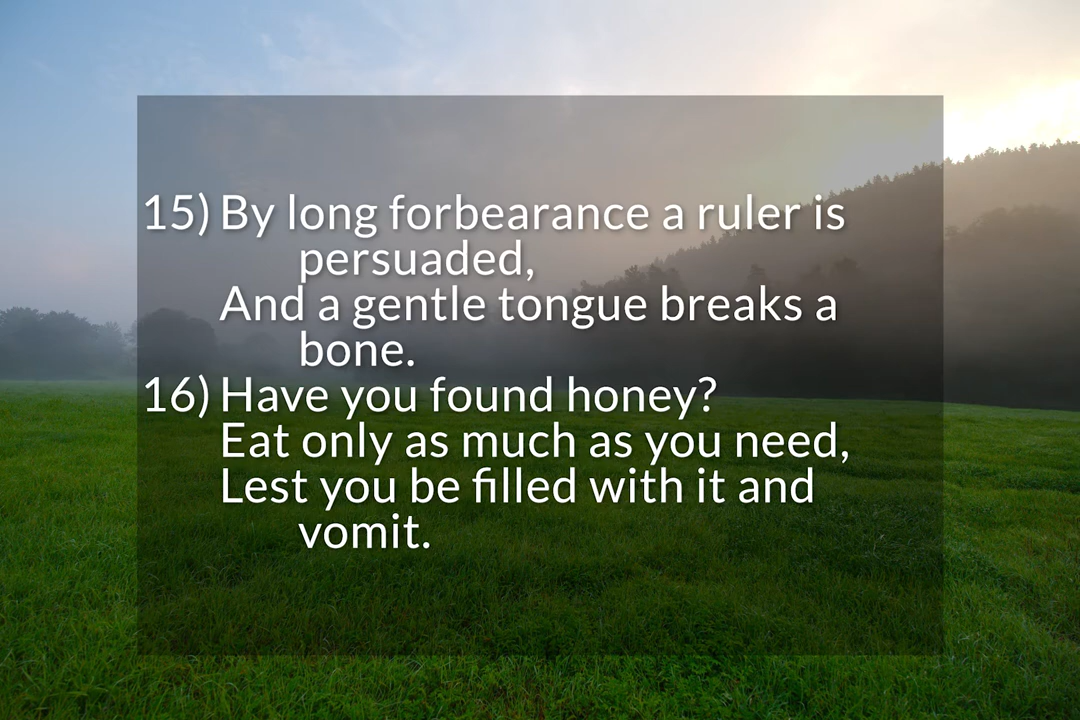 15) By long forbearance a ruler is
persuaded,
And a gentle tongue breaks a
bone.
16) Have you found honey?
Eat only as much as you need,
Lest you be filled with it and
vomit.